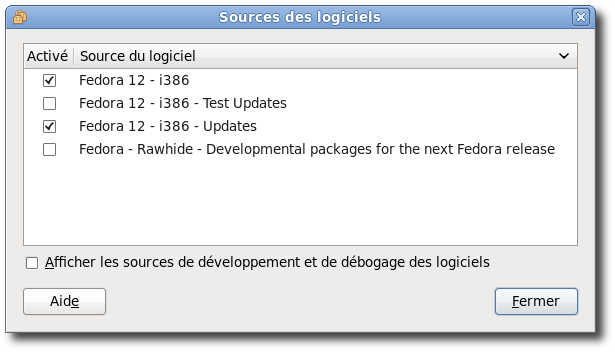 Sources des logiciels
Activé Source du logiciel
Fedora 12 - i386
Fedora 12 - i386 - Test Updates
Fedora 12 - i386 - Updates
Fedora - Rawhide - Developmental packages for the next Fedora release
Afficher les sources de développement et de débogage des logiciels
Aide Fermer